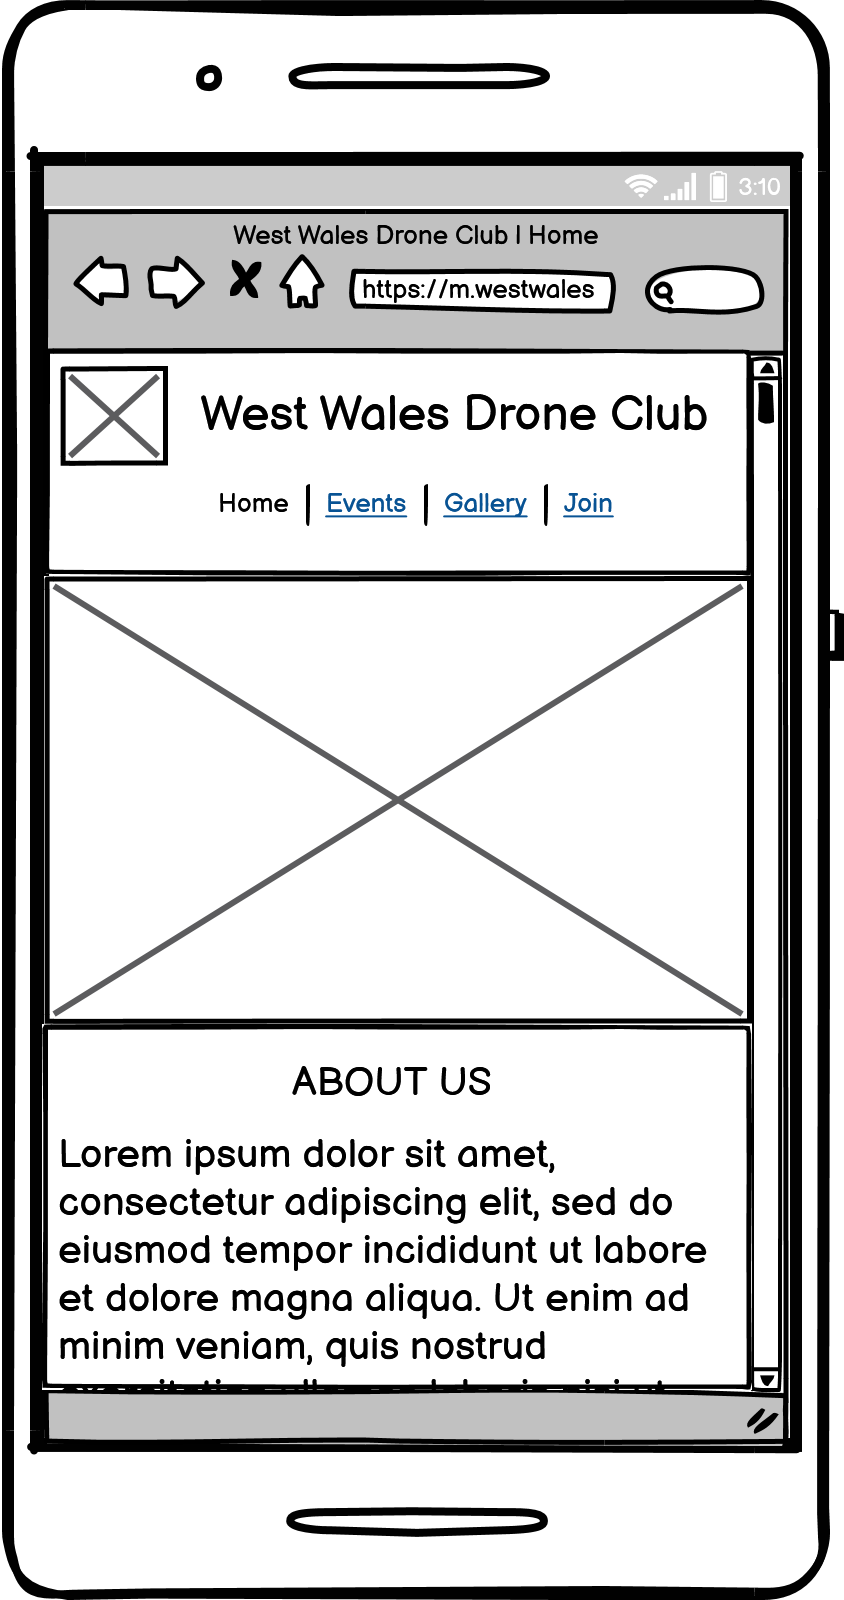 3:10
West Wales Drone Club | Home
https://m.westwales
West Wales Drone Club
Home | Events | Gallery | Join
ABOUT US
Lorem ipsum dolor sit amet,
consectetur adipiscing elit, sed do
eiusmod tempor incididunt ut labore
et dolore magna aliqua. Ut enim ad
minim veniam, quis nostrud